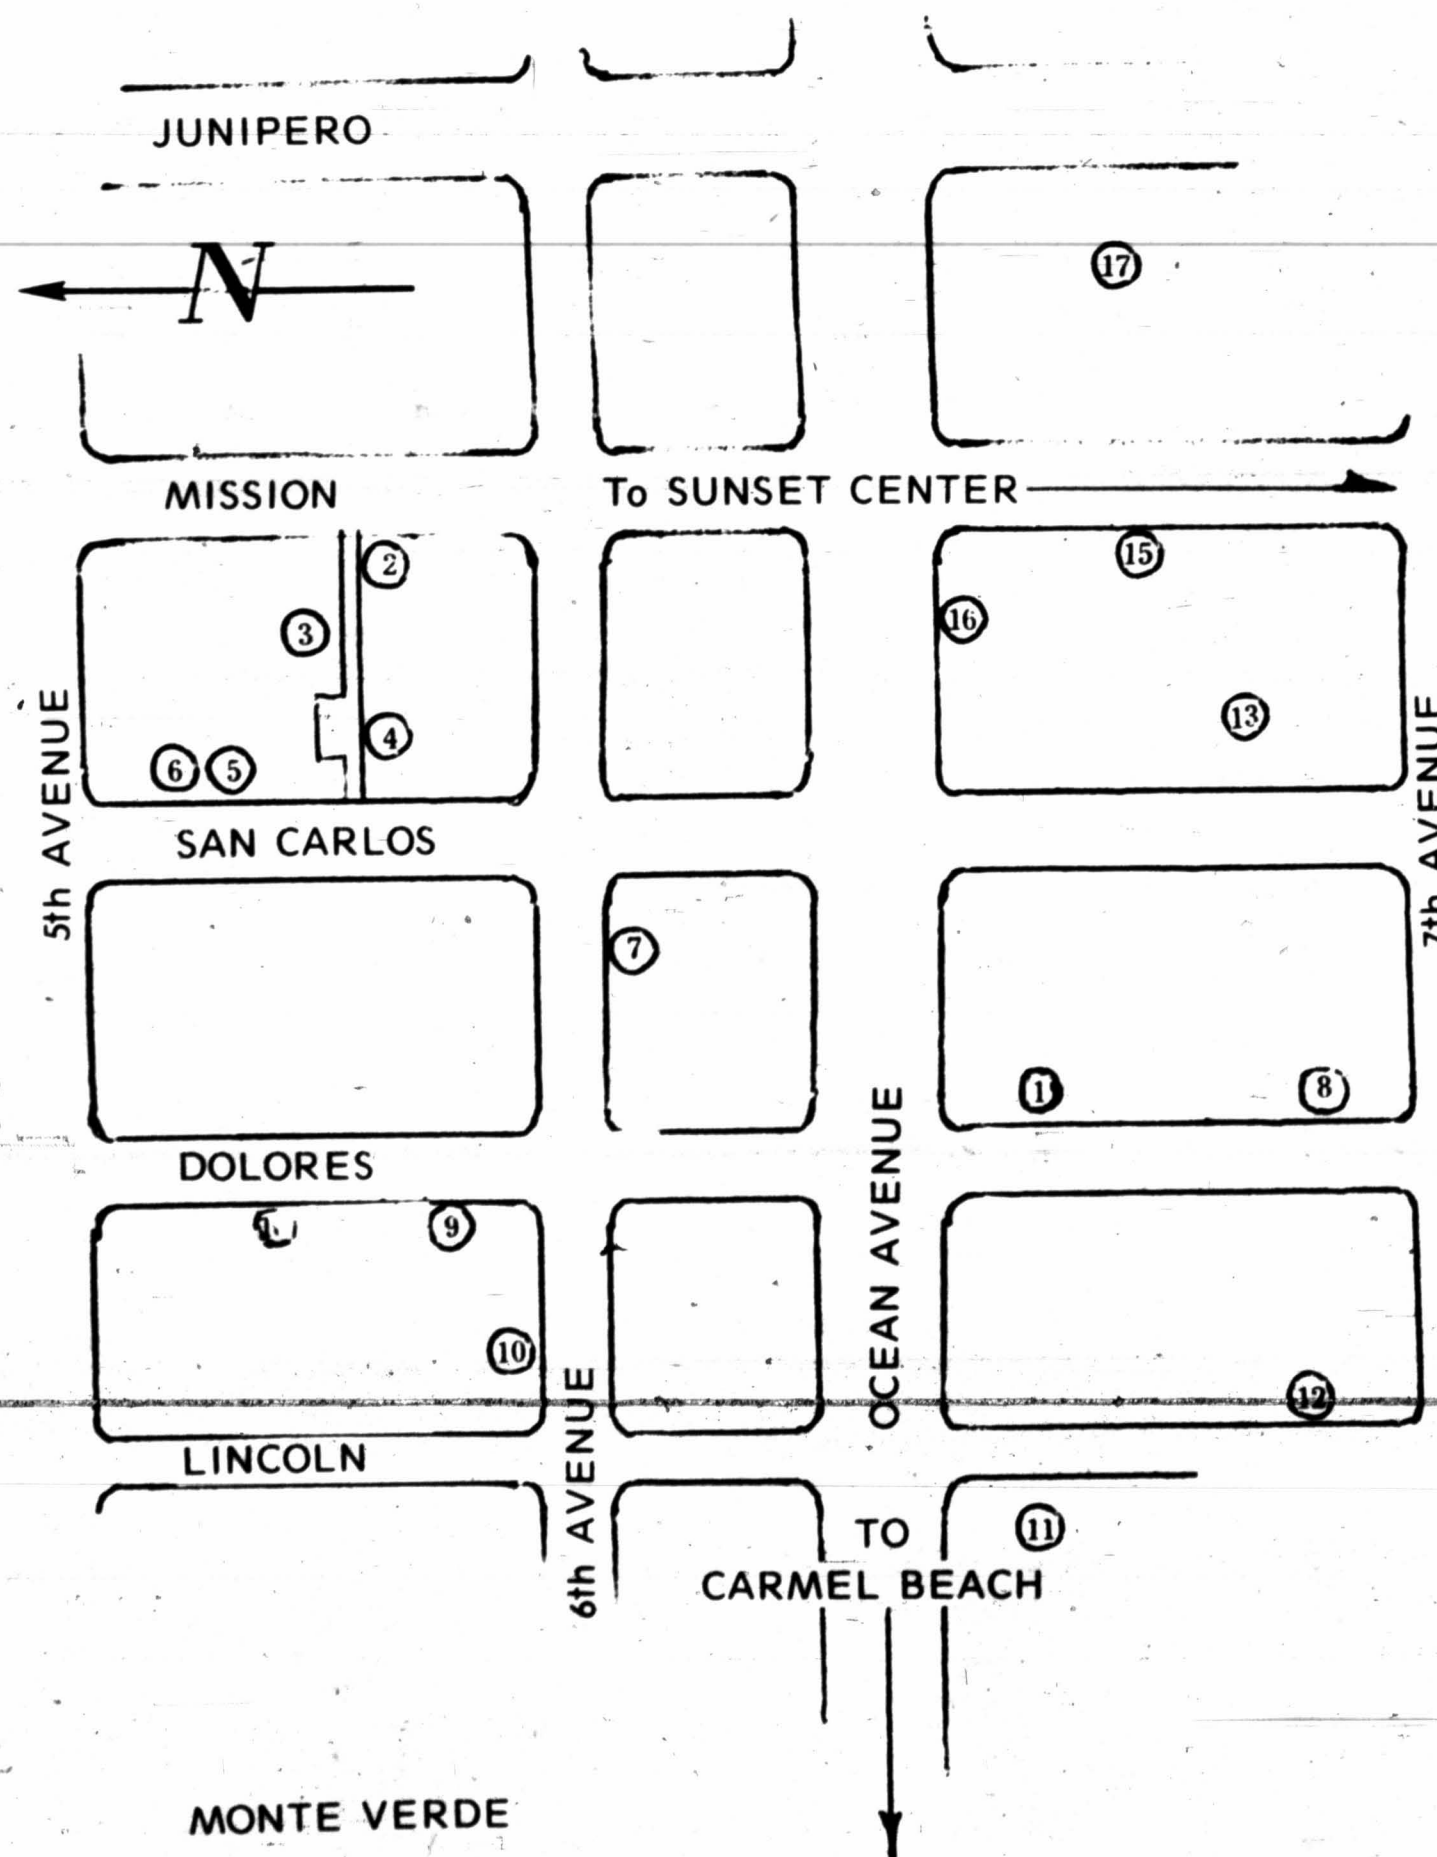 JUNIPERO
N
17
MISSION
To SUNSET CENTER
2
15
3
16
5th AVENUE
4
13
6
5
7th AVENUE
SAN CARLOS
7
1
8
DOLORES
OCEAN AVENUE
9
10
12
LINCOLN
6th AVENUE
11
TO
CARMEL BEACH
MONTE VERDE